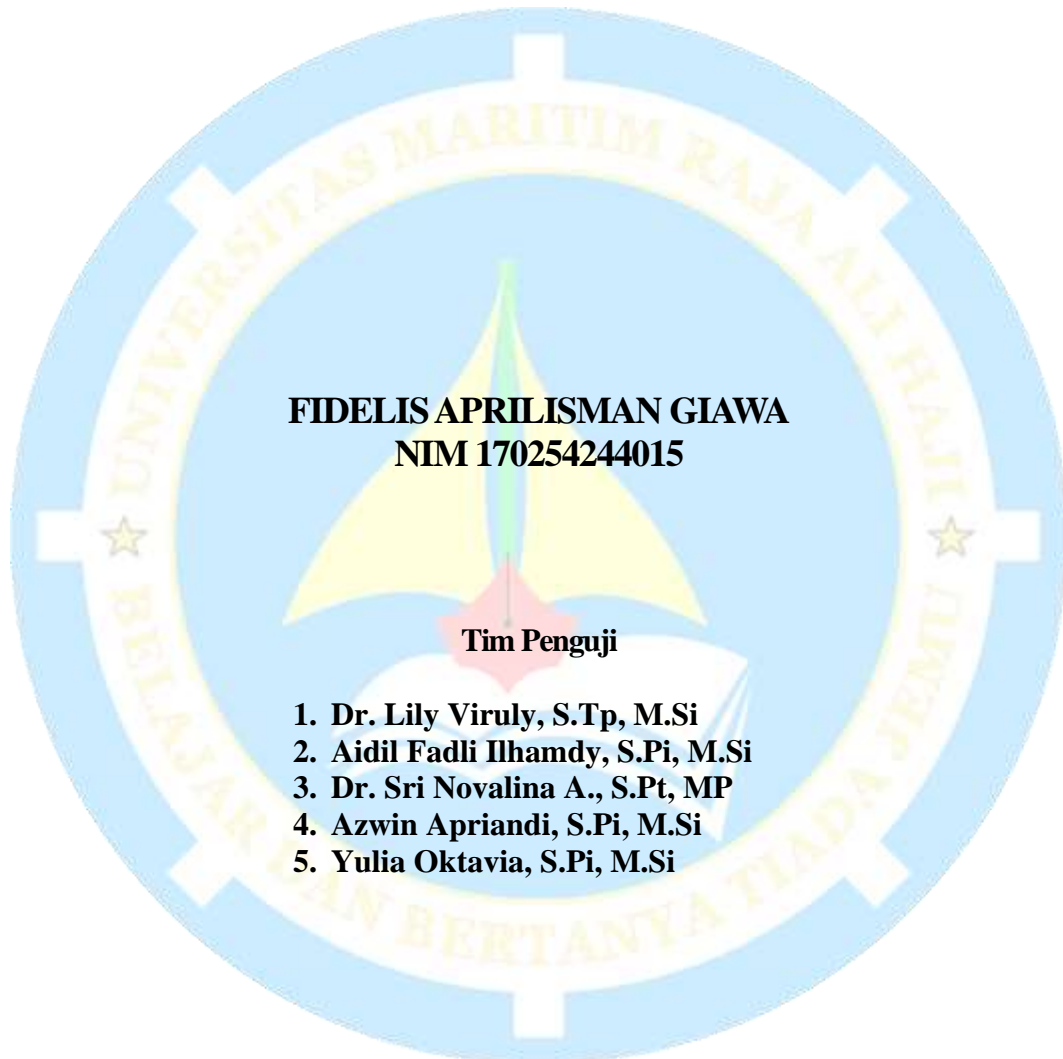 UNIVERSITAS MARITIM RAJA ALI HAJI
FIDELIS APRILISMAN GIAWA
NIM 170254244015
Tim Penguji
1. Dr. Lily Viruly, S.Tp, M.Si
2. Aidil Fadli Ilhamdy, S.Pi, M.Si
3. Dr. Sri Novalina A., S.Pt, MP
4. Azwin Apriandi, S.Pi, M.Si
5. Yulia Oktavia, S.Pi, M.Si
BELAJAR DAN BERTANYA TIADA JEMU